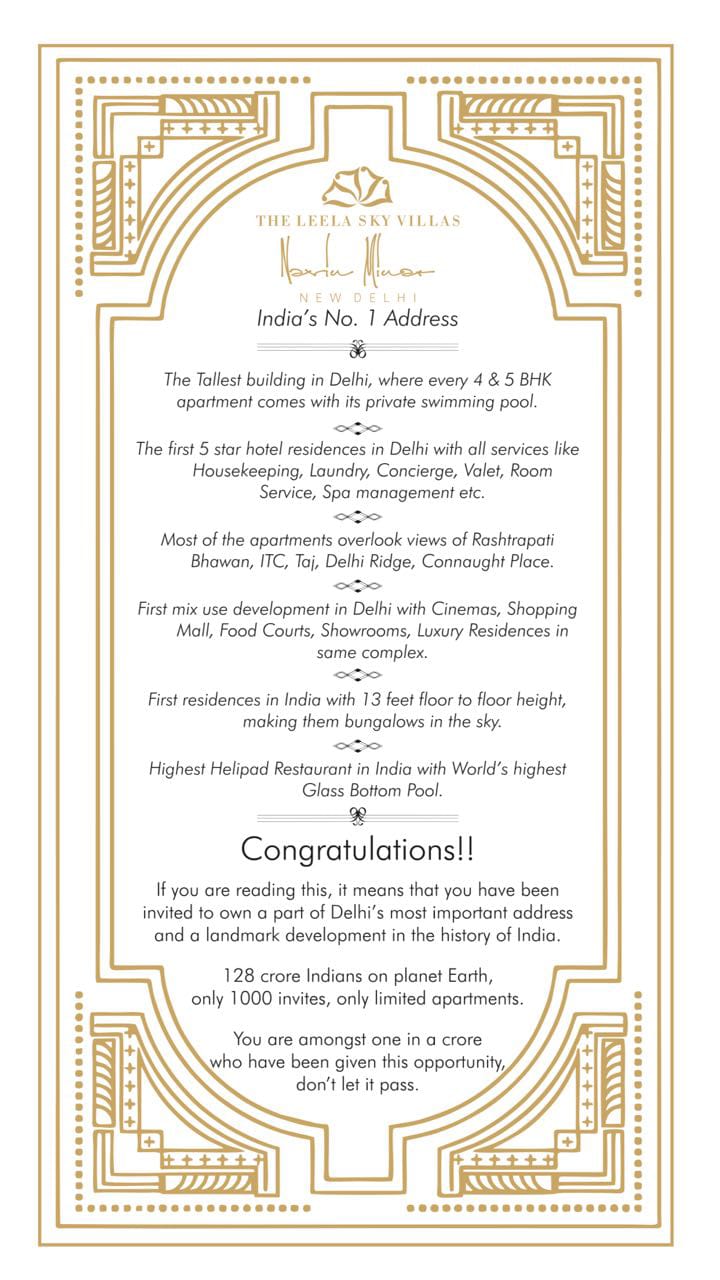 THE LEELA SKY VILLAS
Navin Minar
NEW DELHI
India's No. 1 Address
The Tallest building in Delhi, where every 4 & 5 BHK
apartment comes with its private swimming pool.
The first 5 star hotel residences in Delhi with all services like
Housekeeping, Laundry, Concierge, Valet, Room
Service, Spa management etc.
Most of the apartments overlook views of Rashtrapati
Bhawan, ITC, Taj, Delhi Ridge, Connaught Place.
First mix use development in Delhi with Cinemas, Shopping
Mall, Food Courts, Showrooms, Luxury Residences in
same complex.
First residences in India with 13 feet floor to floor height,
making them bungalows in the sky.
Highest Helipad Restaurant in India with World's highest
Glass Bottom Pool.
Congratulations!!
If you are reading this, it means that you have been
invited to own a part of Delhi's most important address
and a landmark development in the history of India.
128 crore Indians on planet Earth,
only 1000 invites, only limited apartments.
You are amongst one in a crore
who have been given this opportunity,
don't let it pass.